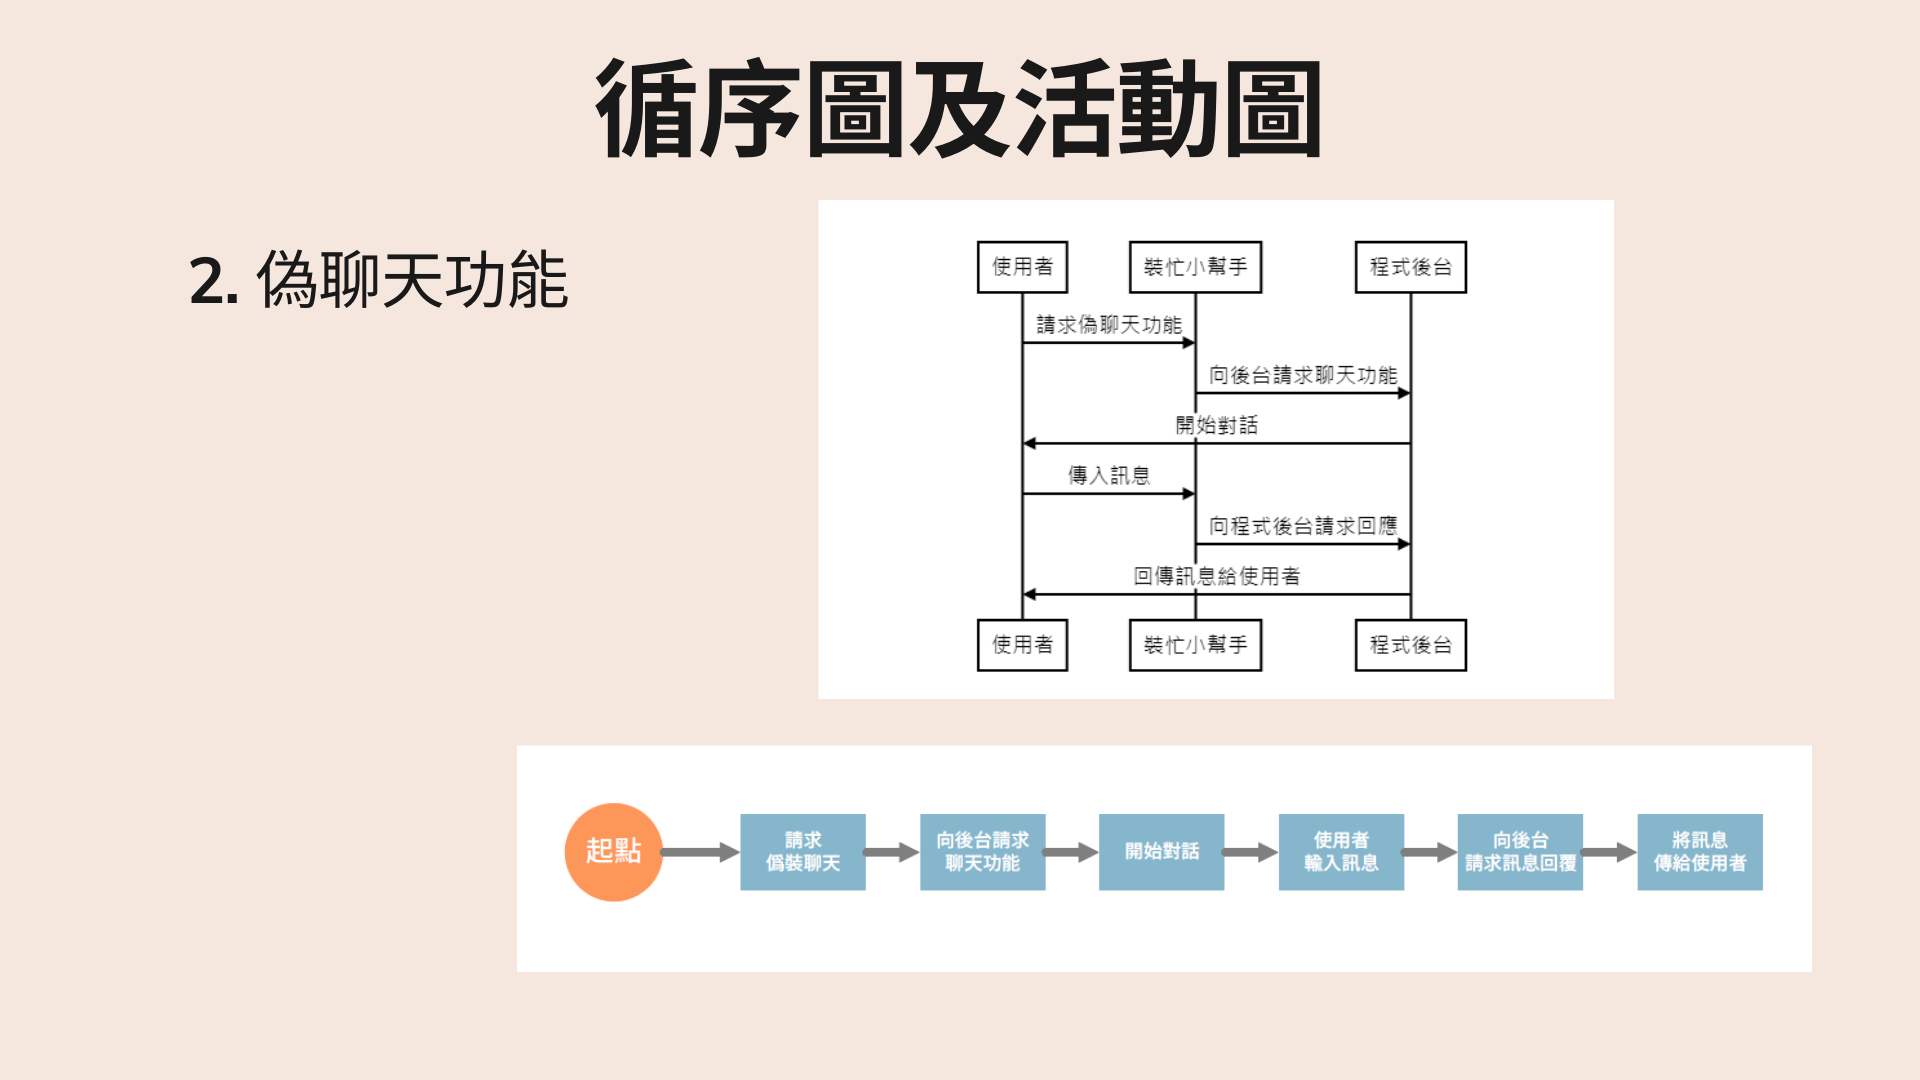 循序圖及活動圖
2. 偽聊天功能
使用者
裝忙小幫手
程式後台
請求偽聊天功能
向後台請求聊天功能
開始對話
傳入訊息
向程式後台請求回應
回傳訊息給使用者
使用者
裝忙小幫手
程式後台
起點
請求
偽裝聊天
向後台請求
聊天功能
開始對話
使用者
輸入訊息
向後台
請求訊息回覆
將訊息
傳給使用者